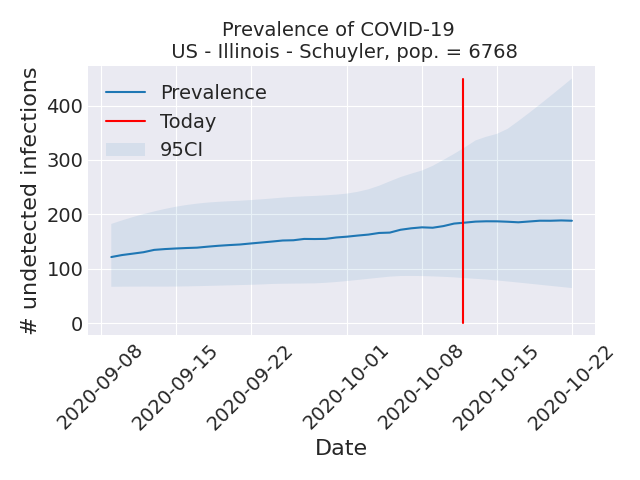 Prevalence of COVID-19
US - Illinois - Schuyler, pop. = 6768
# undetected infections
400
300
200
100
0
Prevalence
Today
95CI
2020-09-08
2020-09-15
2020-09-22
2020-10-01
2020-10-08
2020-10-15
2020-10-22
Date